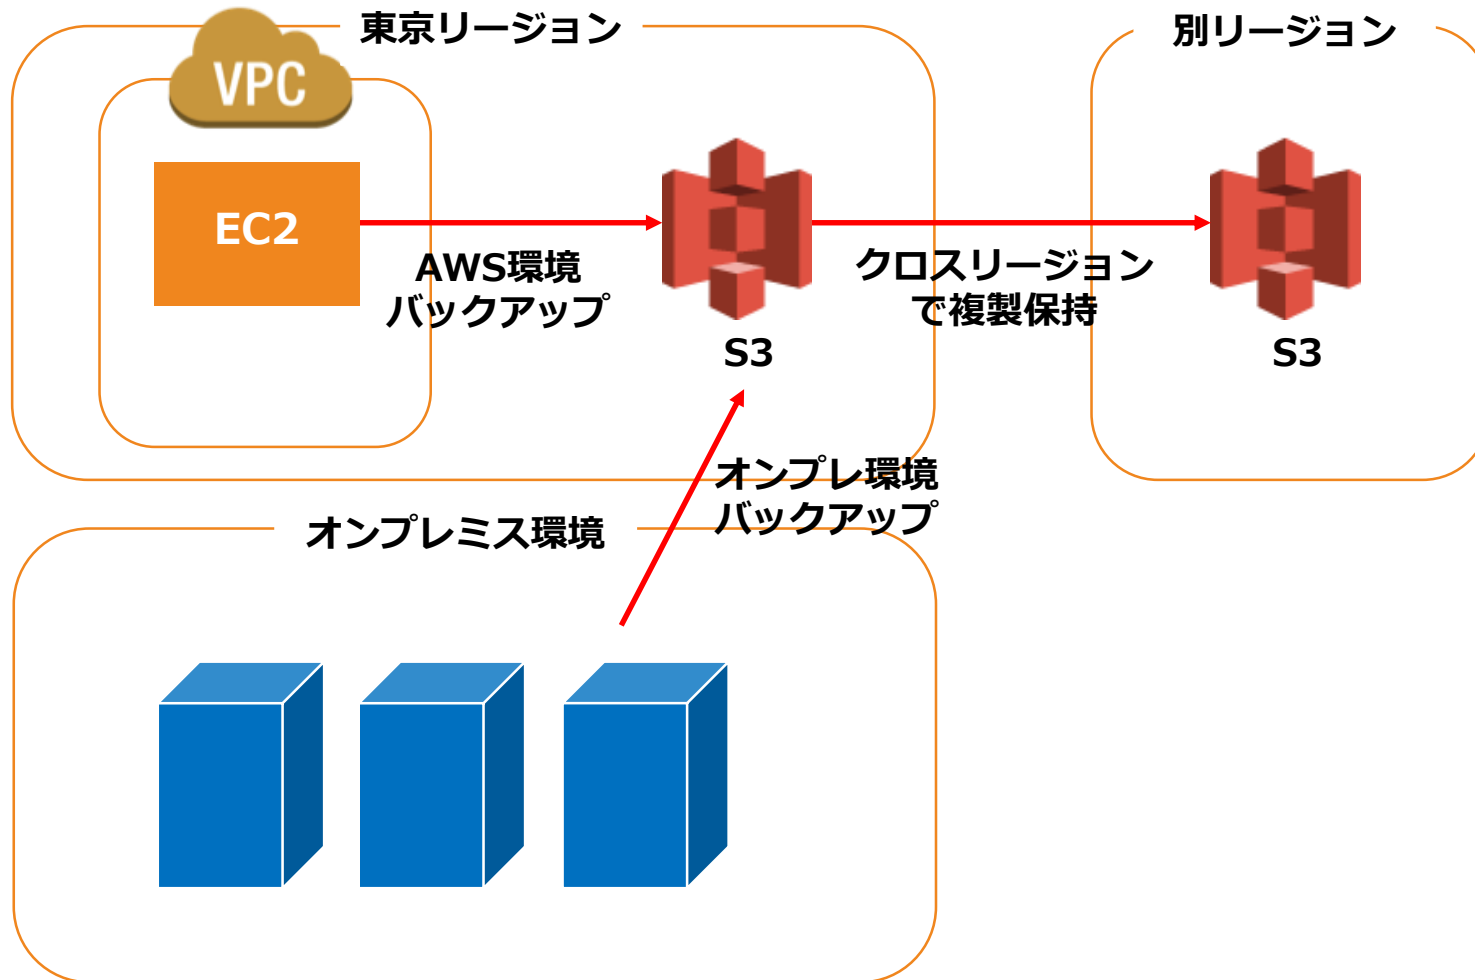 東京リージョン
別リージョン
VPC
EC2
AWS環境
バックアップ
S3
クロスリージョン
で複製保持
S3
オンプレ環境
バックアップ
オンプレミス環境